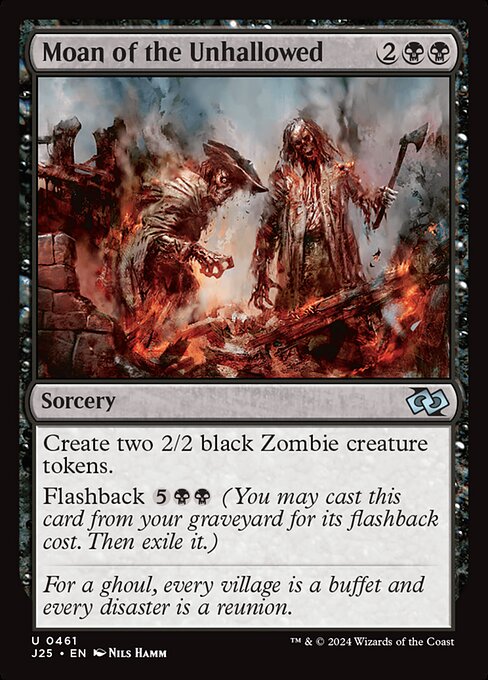 Moan of the Unhallowed 2
Sorcery
Create two 2/2 black Zombie creature
tokens.
Flashback 5 (You may cast this
card from your graveyard for its flashback
cost. Then exile it.)
For a ghoul, every village is a buffet and
every disaster is a reunion.
U 0461
J25 • EN Nils Hamm
™ & © 2024 Wizards of the Coast